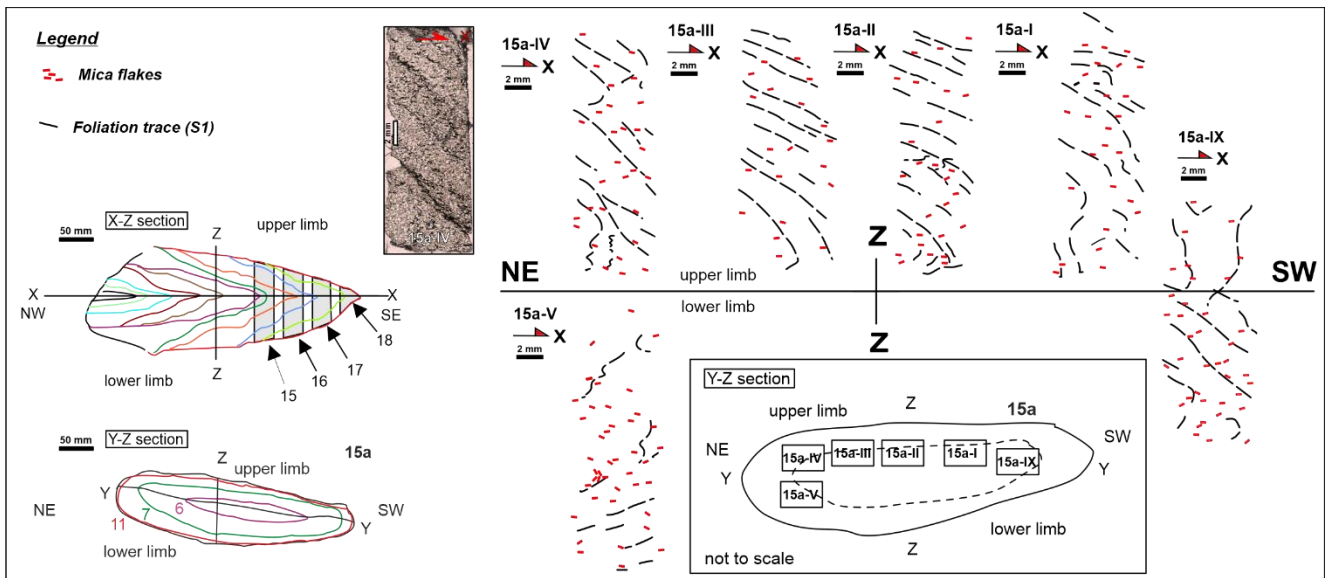 Legend
Mica flakes
Foliation trace (S1)
2 mm
15a-IV
X-Z section
50 mm
Z
upper limb
X
NW
X
SE
lower limb
Z
15
16
17
18
Y-Z section
50 mm
15a
Z
upper limb
Y
NE
SW
Y
11
7
6
lower limb
15a-IV
X
2 mm
15a-III
X
2 mm
15a-II
X
2 mm
15a-I
X
2 mm
15a-IX
X
2 mm
Z
NE
upper limb
SW
lower limb
Z
15a-V
X
2 mm
Y-Z section
upper limb
Z
15a
NE
SW
Y
Y
15a-IV
15a-III
15a-II
15a-I
15a-IX
15a-V
lower limb
not to scale
Z